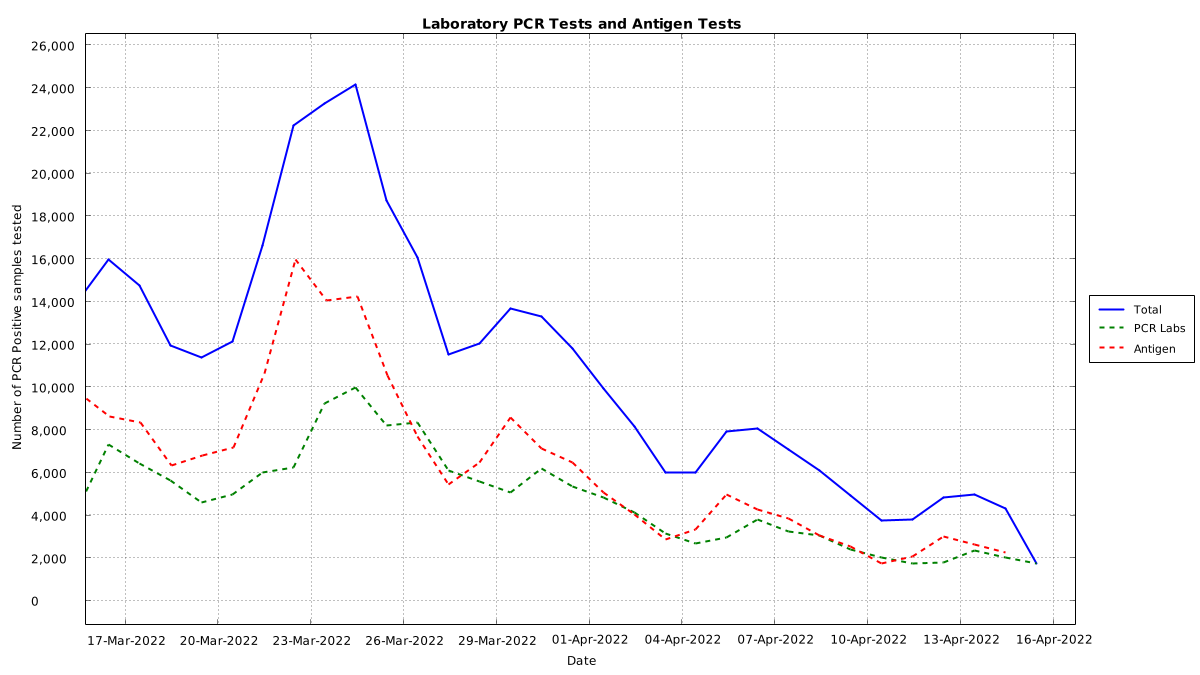 Laboratory PCR Tests and Antigen Tests
26,000
24,000
22,000
20,000
18,000
16,000
14,000
12,000
10,000
8,000
6,000
4,000
2,000
0
Number of PCR Positive samples tested
17-Mar-2022 20-Mar-2022 23-Mar-2022 26-Mar-2022 29-Mar-2022 01-Apr-2022 04-Apr-2022 07-Apr-2022 10-Apr-2022 13-Apr-2022 16-Apr-2022
Date
Total
PCR Labs
Antigen